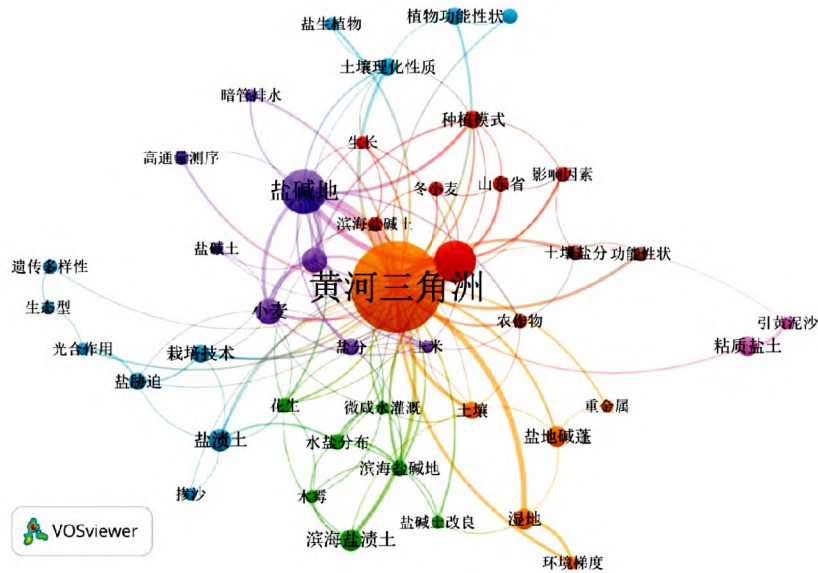 盐生植物
植物功能性状
土壤理化性质
暗管排水
种植模式
生长
高通量测序
盐碱地
冬小麦
山东省
影响因素
滨海盐碱土
盐碱土
土壤盐分
功能性状
遗传多样性
黄河三角洲
生态型
小麦
农作物
引黄泥沙
光合作用
栽培技术
盐分
米
粘质盐土
盐胁迫
花生
微咸水灌溉
土壤
重金属
盐渍土
水盐分布
盐地碱蓬
滨海盐碱地
掺沙
木霉
盐碱土改良
湿地
滨海盐渍土
环境梯度
VOSviewer